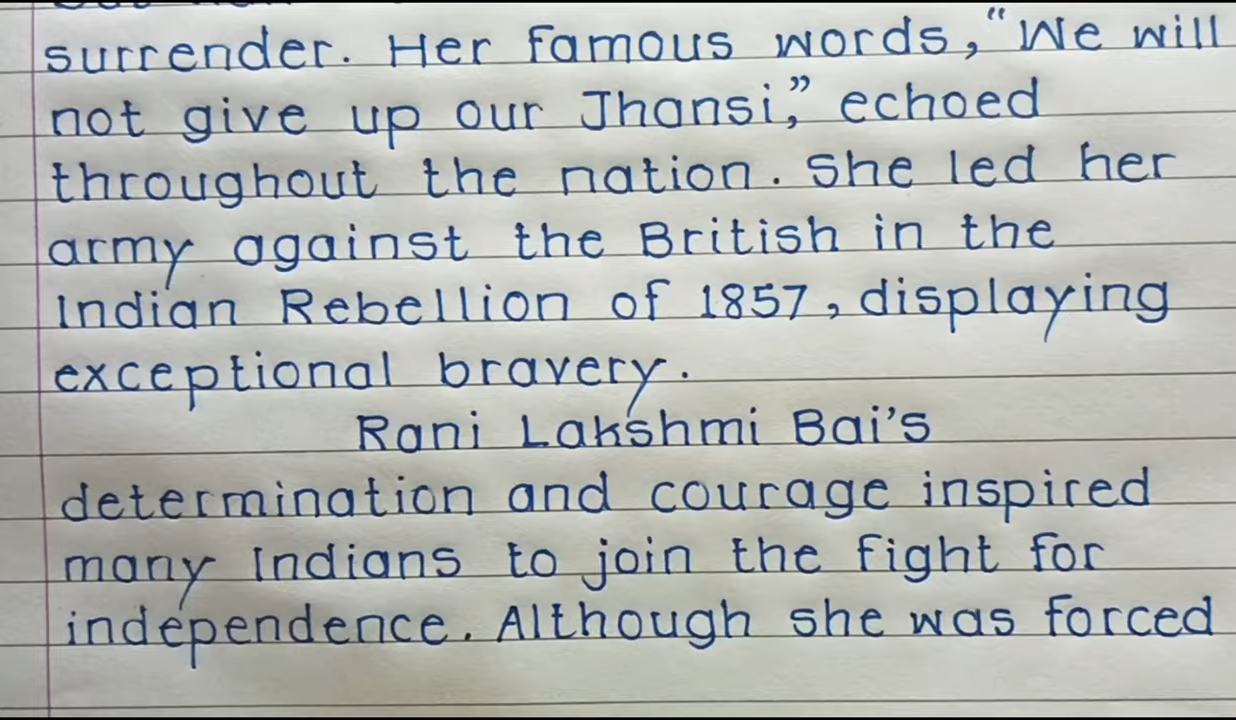 surrender. Her famous words, "We will
not give up our Jhansi," echoed
throughout the nation. She led her
army against the British in the
Indian Rebellion of 1857, displaying
exceptional bravery.
Rani Lakshmi Bai's
determination and courage inspired
many Indians to join the fight for
independence. Although she was forced